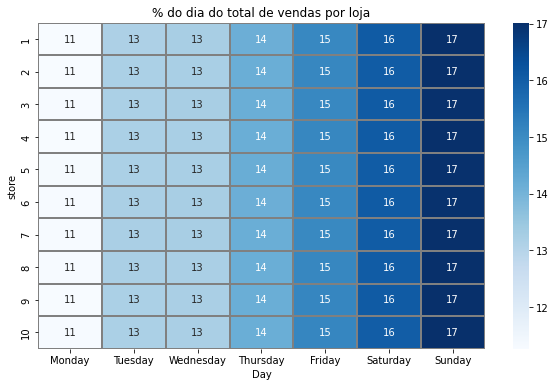 % do dia do total de vendas por loja
1 11 13 13 14 15 16 17
2 11 13 13 14 15 16 17
3 11 13 13 14 15 16 17
4 11 13 13 14 15 16 17
5 11 13 13 14 15 16 17
6 11 13 13 14 15 16 17
7 11 13 13 14 15 16 17
8 11 13 13 14 15 16 17
9 11 13 13 14 15 16 17
10 11 13 13 14 15 16 17
store
Monday Tuesday Wednesday Thursday Friday Saturday Sunday
Day
17
16
15
14
13
12